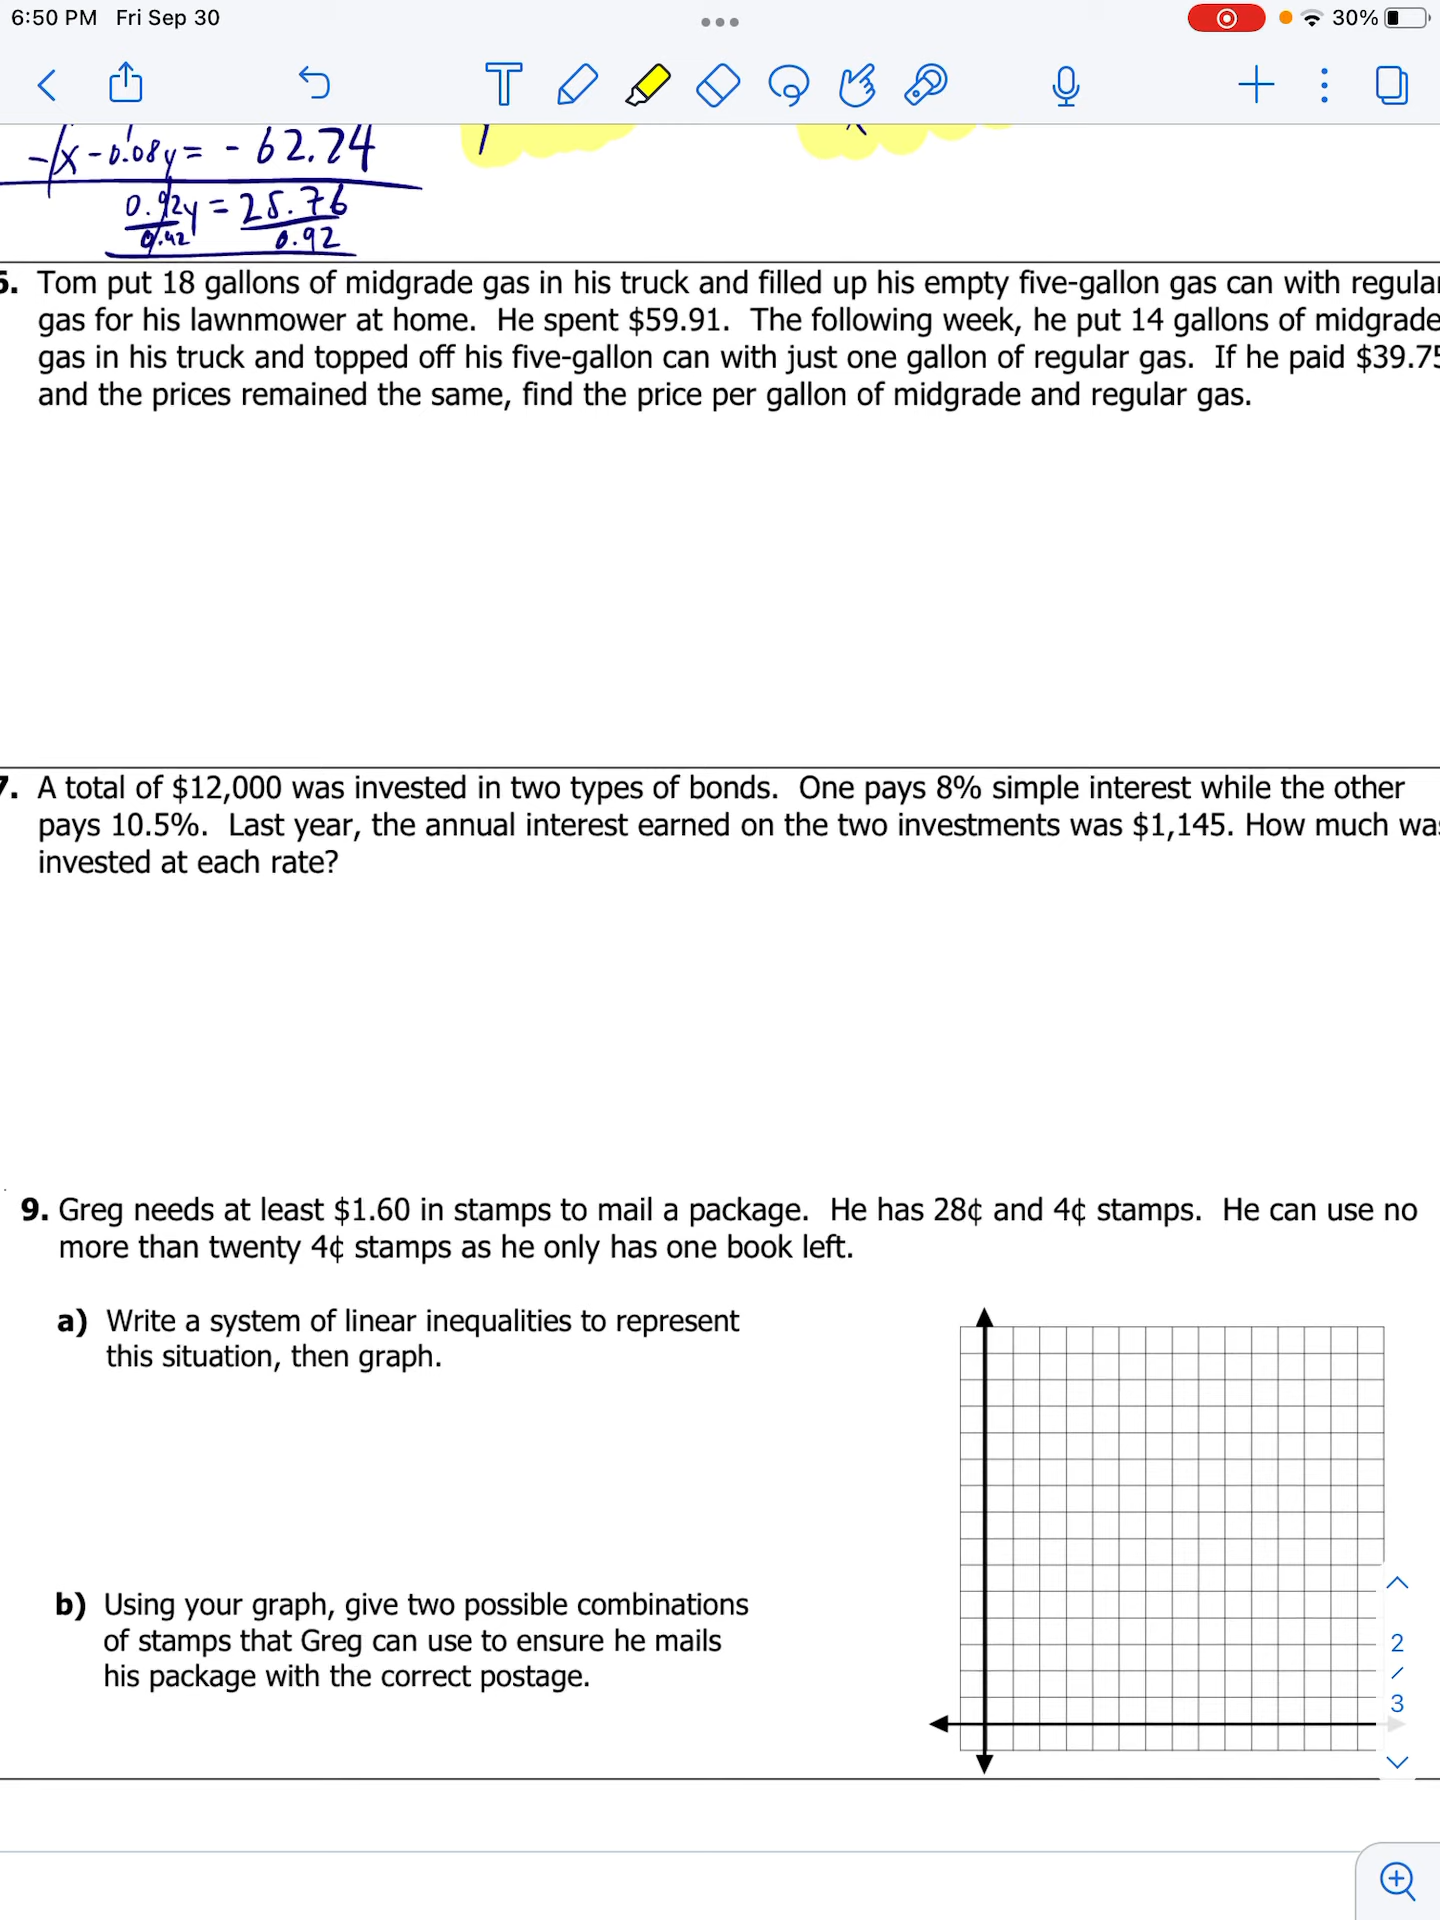 6:50 PM Fri Sep 30
30%
-x - 0.08y = - 62.74
0.92y = 25.76
0.92 0.92
Tom put 18 gallons of midgrade gas in his truck and filled up his empty five-gallon gas can with regular
gas for his lawnmower at home. He spent $59.91. The following week, he put 14 gallons of midgrade
gas in his truck and topped off his five-gallon can with just one gallon of regular gas. If he paid $39.75
and the prices remained the same, find the price per gallon of midgrade and regular gas.
7. A total of $12,000 was invested in two types of bonds. One pays 8% simple interest while the other
pays 10.5%. Last year, the annual interest earned on the two investments was $1,145. How much was
invested at each rate?
9. Greg needs at least $1.60 in stamps to mail a package. He has 28¢ and 4¢ stamps. He can use no
more than twenty 4¢ stamps as he only has one book left.
a) Write a system of linear inequalities to represent
this situation, then graph.
b) Using your graph, give two possible combinations
of stamps that Greg can use to ensure he mails
his package with the correct postage.
2
/
3